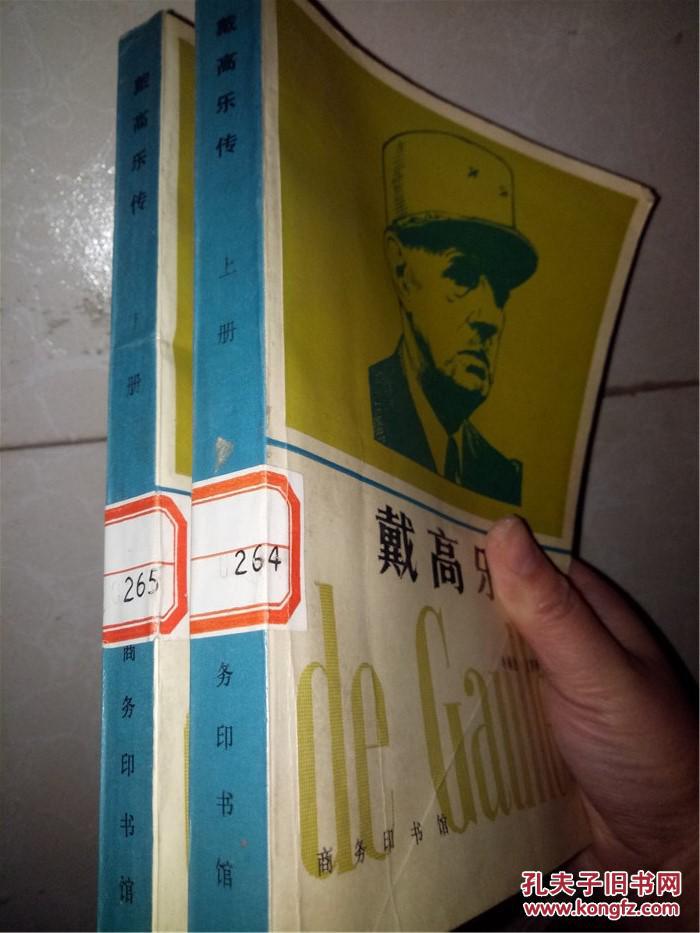 戴高乐传 下册
265
商务印书馆
戴高乐传 上册
264
务印书馆
戴高乐
de Gaull
商务印书馆
孔夫子旧书网
www.kongfz.com